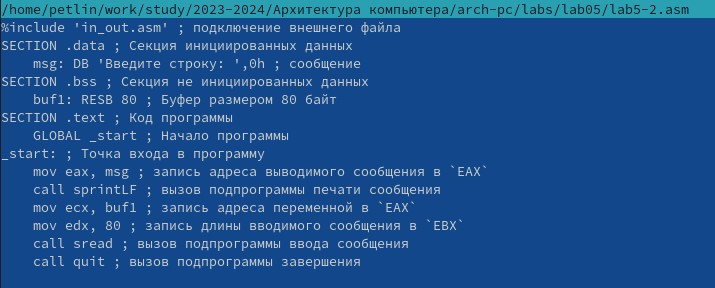 /home/petlin/work/study/2023-2024/Архитектура компьютера/arch-pc/labs/lab05/lab5-2.asm
%include 'in_out.asm' ; подключение внешнего файла
SECTION .data ; Секция инициированных данных
    msg: DB 'Введите строку: ',0h ; сообщение
SECTION .bss ; Секция не инициированных данных
    buf1: RESB 80 ; Буфер размером 80 байт
SECTION .text ; Код программы
    GLOBAL _start ; Начало программы
_start: ; Точка входа в программу
    mov eax, msg ; запись адреса выводимого сообщения в `EAX`
    call sprintLF ; вызов подпрограммы печати сообщения
    mov ecx, buf1 ; запись адреса переменной в `EAX`
    mov edx, 80 ; запись длины вводимого сообщения в `EBX`
    call sread ; вызов подпрограммы ввода сообщения
    call quit ; вызов подпрограммы завершения